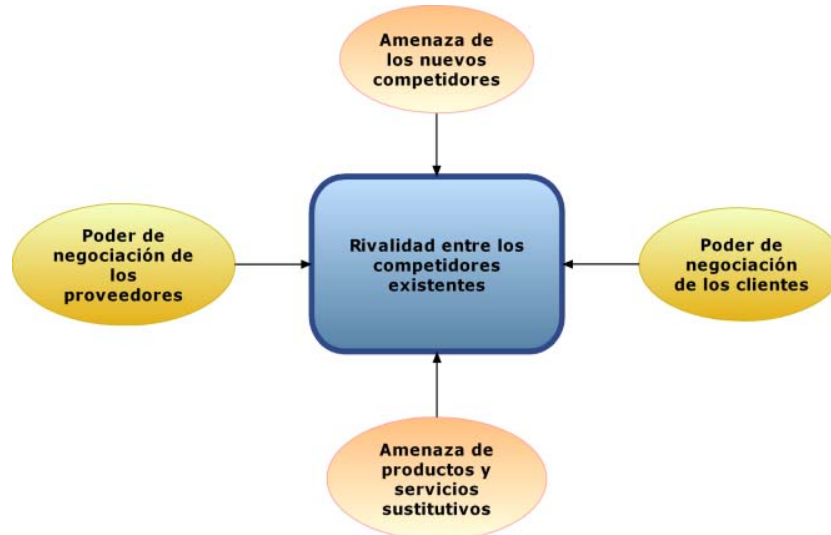 Amenaza de
los nuevos
competidores
Poder de
negociación de
los
proveedores
Rivalidad entre los
competidores
existentes
Poder de
negociación
de los clientes
Amenaza de
productos y
servicios
sustitutivos